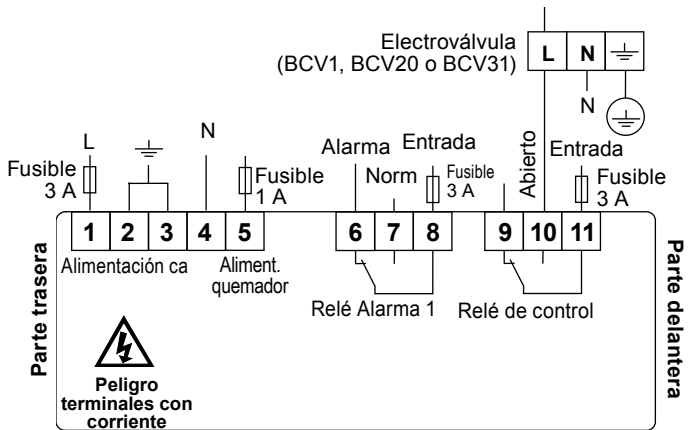 Electroválvula
(BCV1, BCV20 o BCV31)
L N
N
L
N
Alarma
Entrada
Abierto
Entrada
Fusible
3 A
Fusible
1 A
Norm
Fusible
3 A
Fusible
3 A
1 2 3 4 5 6 7 8 9 10 11
Alimentación ca
Aliment.
quemador
Relé Alarma 1
Relé de control
Parte trasera
Parte delantera
Peligro
terminales con
corriente